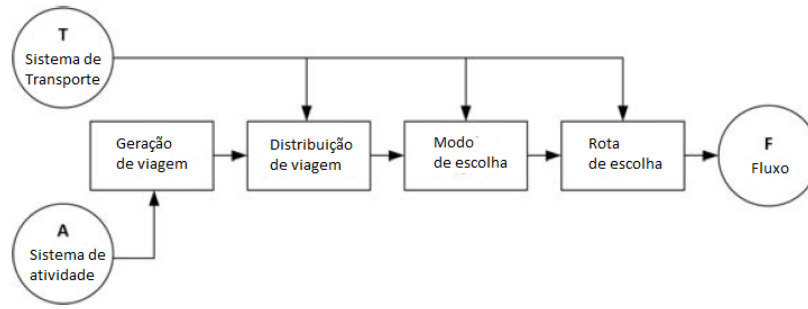 T
Sistema de
Transporte
Geração
de viagem
Distribuição
de viagem
Modo
de escolha
Rota
de escolha
F
Fluxo
A
Sistema de
atividade